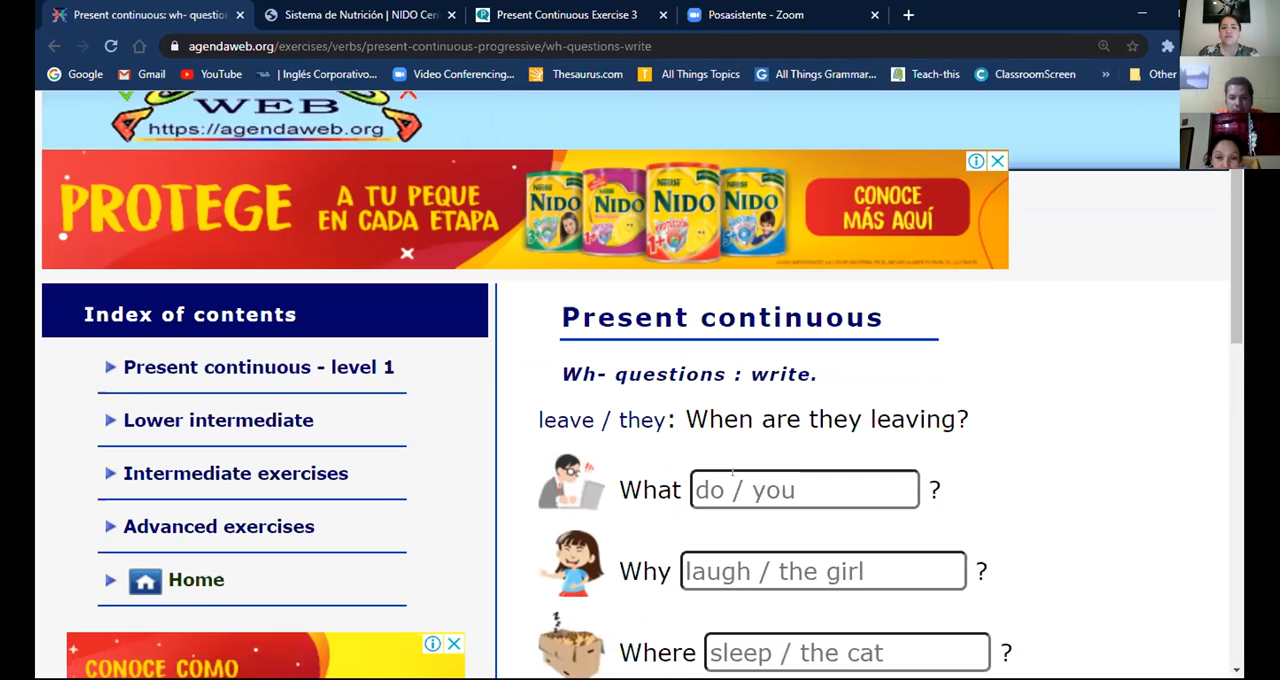 Present continuous: wh- questio
Sistema de Nutrición | NIDO Cen
Present Continuous Exercise 3
Posasistente - Zoom
agendaweb.org/exercises/verbs/present-continuous-progressive/wh-questions-write
Google Gmail YouTube | Inglés Corporativo... Video Conferencing... Thesaurus.com All Things Topics All Things Grammar... Teach-this ClassroomScreen » Other
WEB
https://agendaweb.org
PROTEGE
A TU PEQUE
EN CADA ETAPA
NIDO NIDO NIDO NIDO
3+ 1+ 1+ 5+
CONOCE
MÁS AQUÍ
Index of contents
Present continuous - level 1
Lower intermediate
Intermediate exercises
Advanced exercises
Home
CONOCE CÓMO
Present continuous
Wh- questions : write.
leave / they: When are they leaving?
What do / you ?
Why laugh / the girl ?
Where sleep / the cat ?